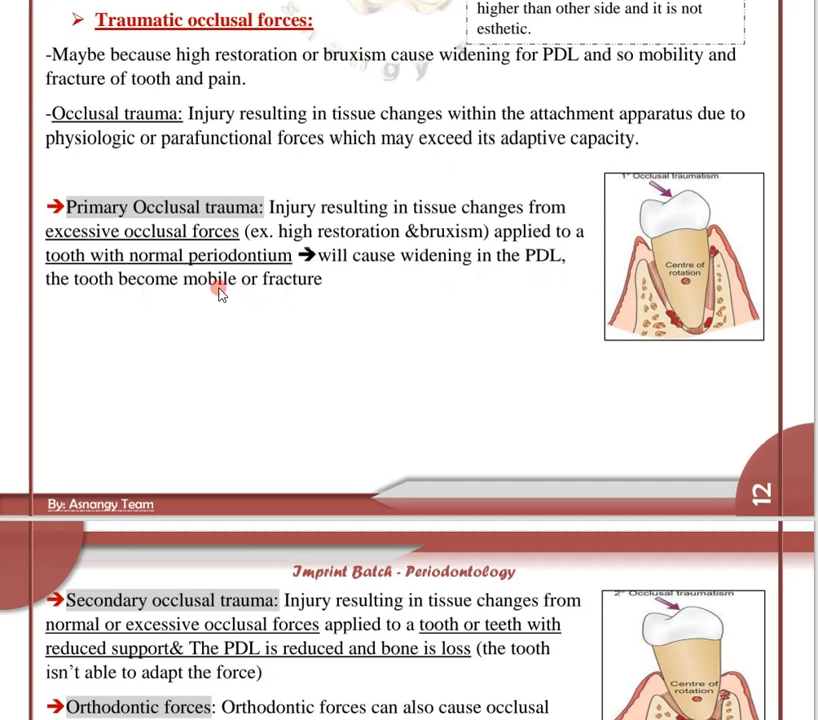 higher than other side and it is not
esthetic.
➢ Traumatic occlusal forces:
-Maybe because high restoration or bruxism cause widening for PDL and so mobility and
fracture of tooth and pain.
-Occlusal trauma: Injury resulting in tissue changes within the attachment apparatus due to
physiologic or parafunctional forces which may exceed its adaptive capacity.
1° Occlusal traumatism
➔Primary Occlusal trauma: Injury resulting in tissue changes from
excessive occlusal forces (ex. high restoration &bruxism) applied to a
tooth with normal periodontium ➔will cause widening in the PDL,
the tooth become mobile or fracture
Centre of
rotation
By: Asnangy Team
12
Imprint Batch - Periodontology
2° Occlusal traumatism
➔Secondary occlusal trauma: Injury resulting in tissue changes from
normal or excessive occlusal forces applied to a tooth or teeth with
reduced support& The PDL is reduced and bone is loss (the tooth
isn't able to adapt the force)
Centre of
rotation
➔Orthodontic forces: Orthodontic forces can also cause occlusal